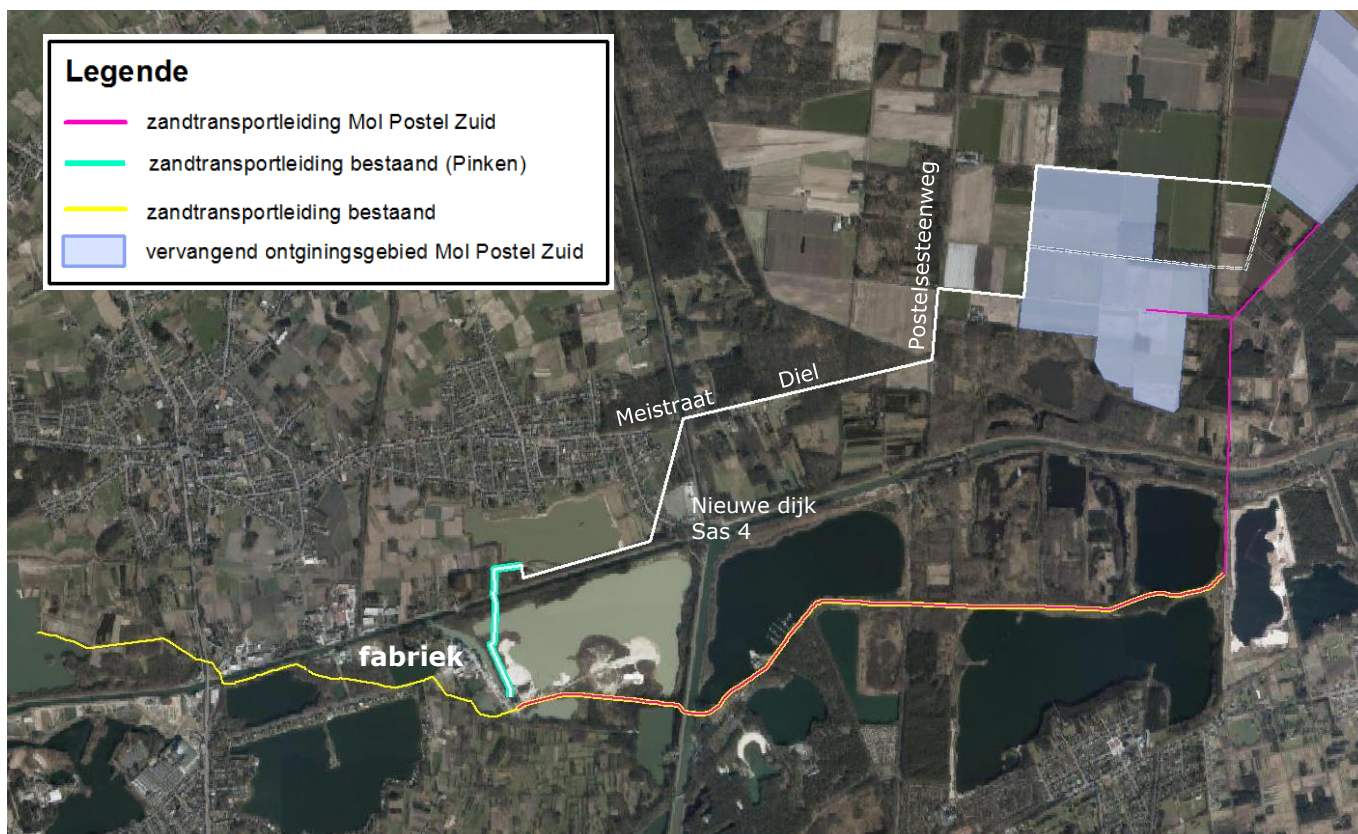 Legende
zandtransportleiding Mol Postel Zuid
zandtransportleiding bestaand (Pinken)
zandtransportleiding bestaand
vervangend ontginingsgebied Mol Postel Zuid
Postelsesteenweg
Diel
Meistraat
Nieuwe dijk
Sas 4
fabriek